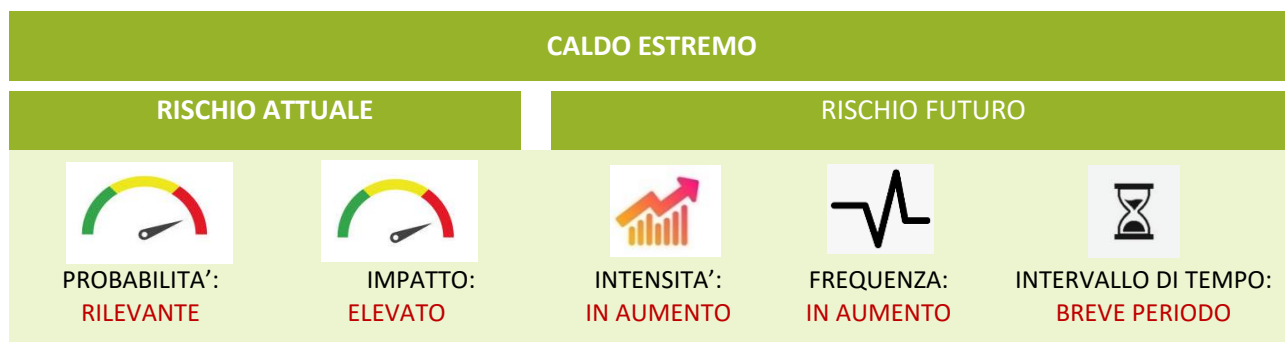 CALDO ESTREMO
RISCHIO ATTUALE
RISCHIO FUTURO
PROBABILITA’:
RILEVANTE
IMPATTO:
ELEVATO
INTENSITA’:
IN AUMENTO
FREQUENZA:
IN AUMENTO
INTERVALLO DI TEMPO:
BREVE PERIODO